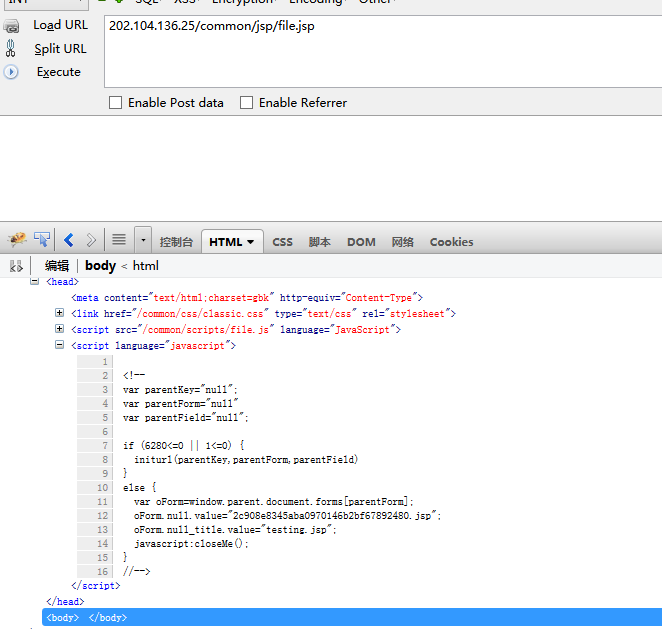 INT SQL XSS Encryption Encoding Other
Load URL
Split URL
Execute
202.104.136.25/common/jsp/file.jsp
Enable Post data Enable Referrer
控制台 HTML CSS 脚本 DOM 网络 Cookies
编辑 body < html
<head>
<meta content="text/html;charset=gbk" http-equiv="Content-Type">
<link href="/common/css/classic.css" type="text/css" rel="stylesheet">
<script src="/common/scripts/file.js" language="JavaScript">
<script language="javascript">
1
2 <!--
3 var parentKey="null";
4 var parentForm="null"
5 var parentField="null";
6
7 if (6280<=0 || 1<=0) {
8 initurl(parentKey,parentForm,parentField)
9 }
10 else {
11 var oForm=window.parent.document.forms[parentForm];
12 oForm.null.value="2c908e8345aba0970146b2bf67892480.jsp";
13 oForm.null_title.value="testing.jsp";
14 javascript:closeMe();
15 }
16 //-->
</script>
</head>
<body> </body>